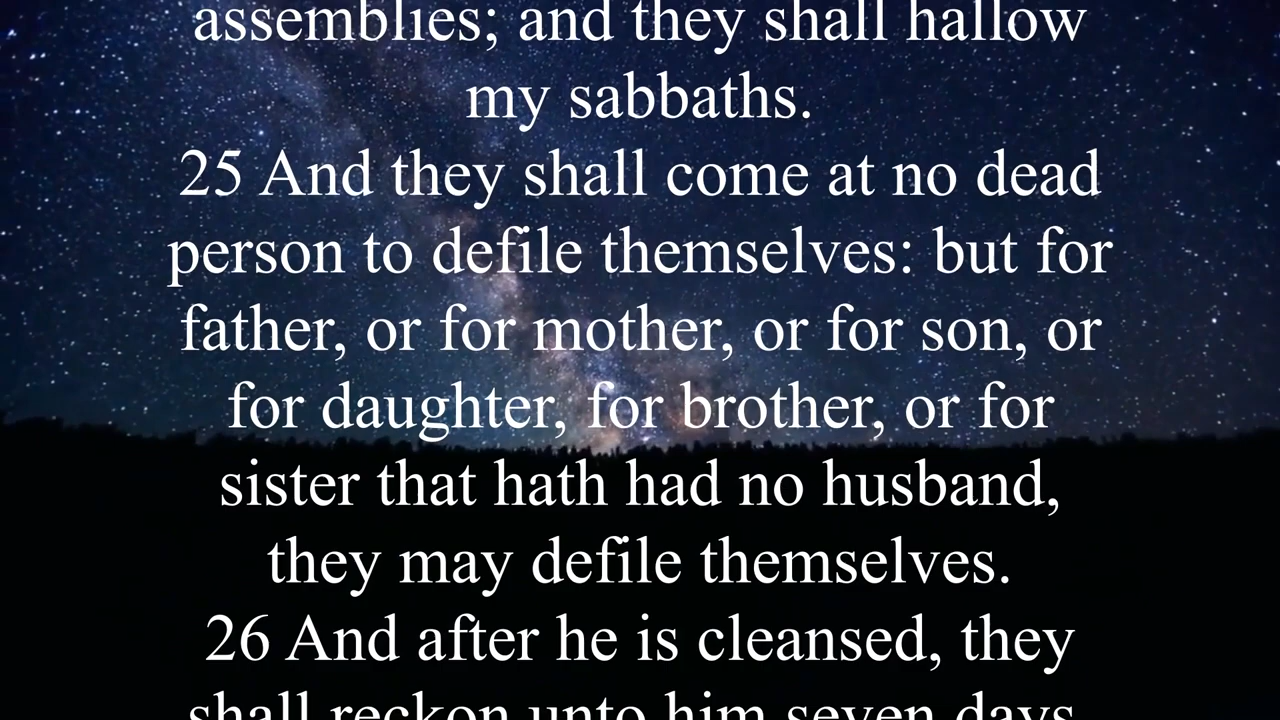 assemblies; and they shall hallow
my sabbaths.
25 And they shall come at no dead
person to defile themselves: but for
father, or for mother, or for son, or
for daughter, for brother, or for
sister that hath had no husband,
they may defile themselves.
26 And after he is cleansed, they
shall reckon unto him seven days.